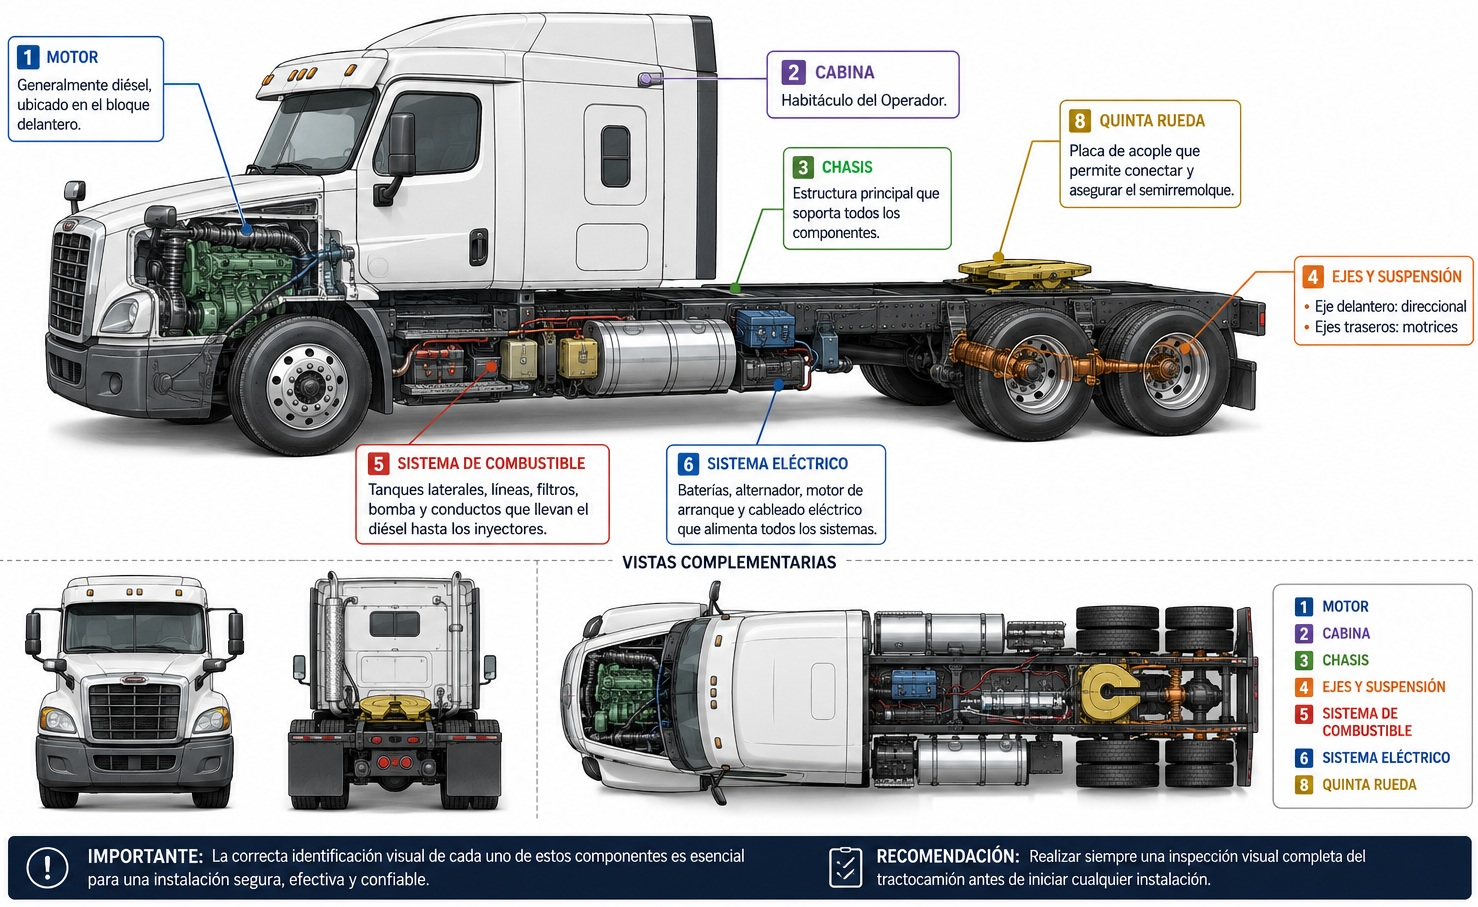 1 MOTOR
Generalmente diésel,
ubicado en el bloque
delantero.
2 CABINA
Habitáculo del Operador.
3 CHASIS
Estructura principal que
soporta todos los
componentes.
8 QUINTA RUEDA
Placa de acople que
permite conectar y
asegurar el semirremolque.
4 EJES Y SUSPENSIÓN
• Eje delantero: direccional
• Ejes traseros: motrices
5 SISTEMA DE COMBUSTIBLE
Tanques laterales, líneas, filtros,
bomba y conductos que llevan el
diésel hasta los inyectores.
6 SISTEMA ELÉCTRICO
Baterías, alternador, motor de
arranque y cableado eléctrico
que alimenta todos los sistemas.
VISTAS COMPLEMENTARIAS
1 MOTOR
2 CABINA
3 CHASIS
4 EJES Y SUSPENSIÓN
5 SISTEMA DE
COMBUSTIBLE
6 SISTEMA ELÉCTRICO
8 QUINTA RUEDA
IMPORTANTE: La correcta identificación visual de cada uno de estos componentes es esencial
para una instalación segura, efectiva y confiable.
RECOMENDACIÓN: Realizar siempre una inspección visual completa del
tractocamión antes de iniciar cualquier instalación.